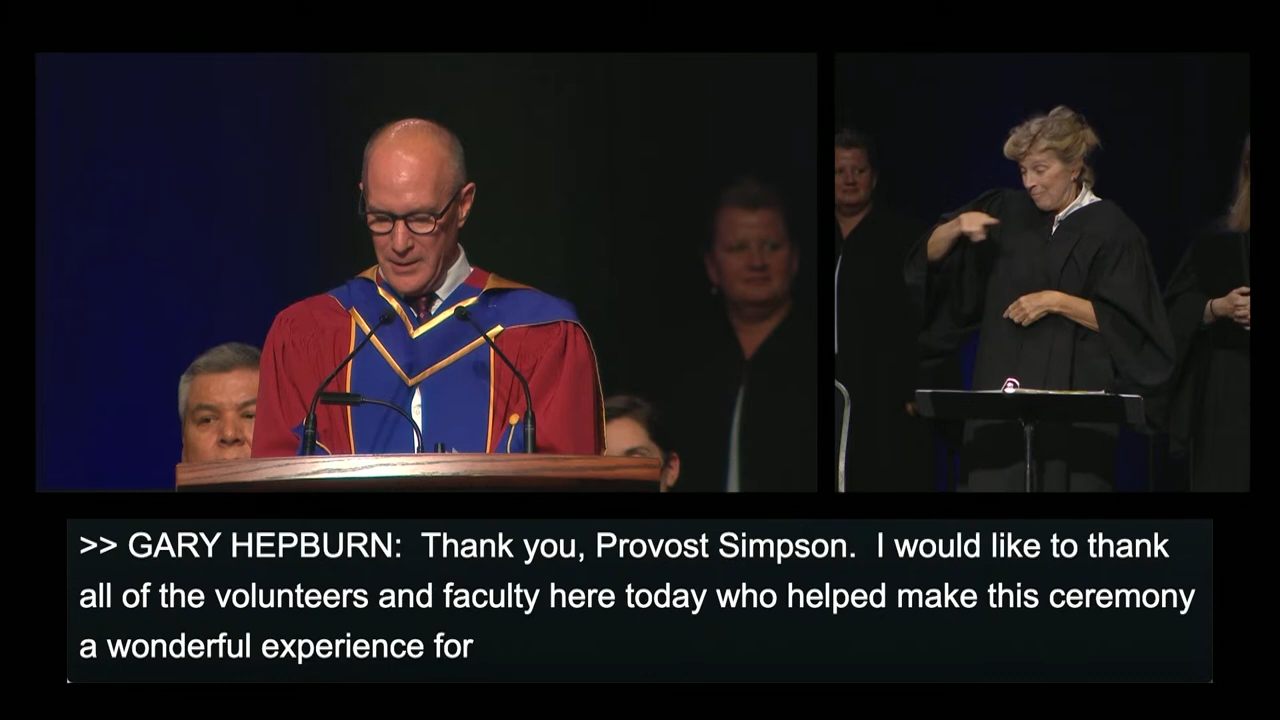 >> GARY HEPBURN:  Thank you, Provost Simpson.  I would like to thank
all of the volunteers and faculty here today who helped make this ceremony
a wonderful experience for